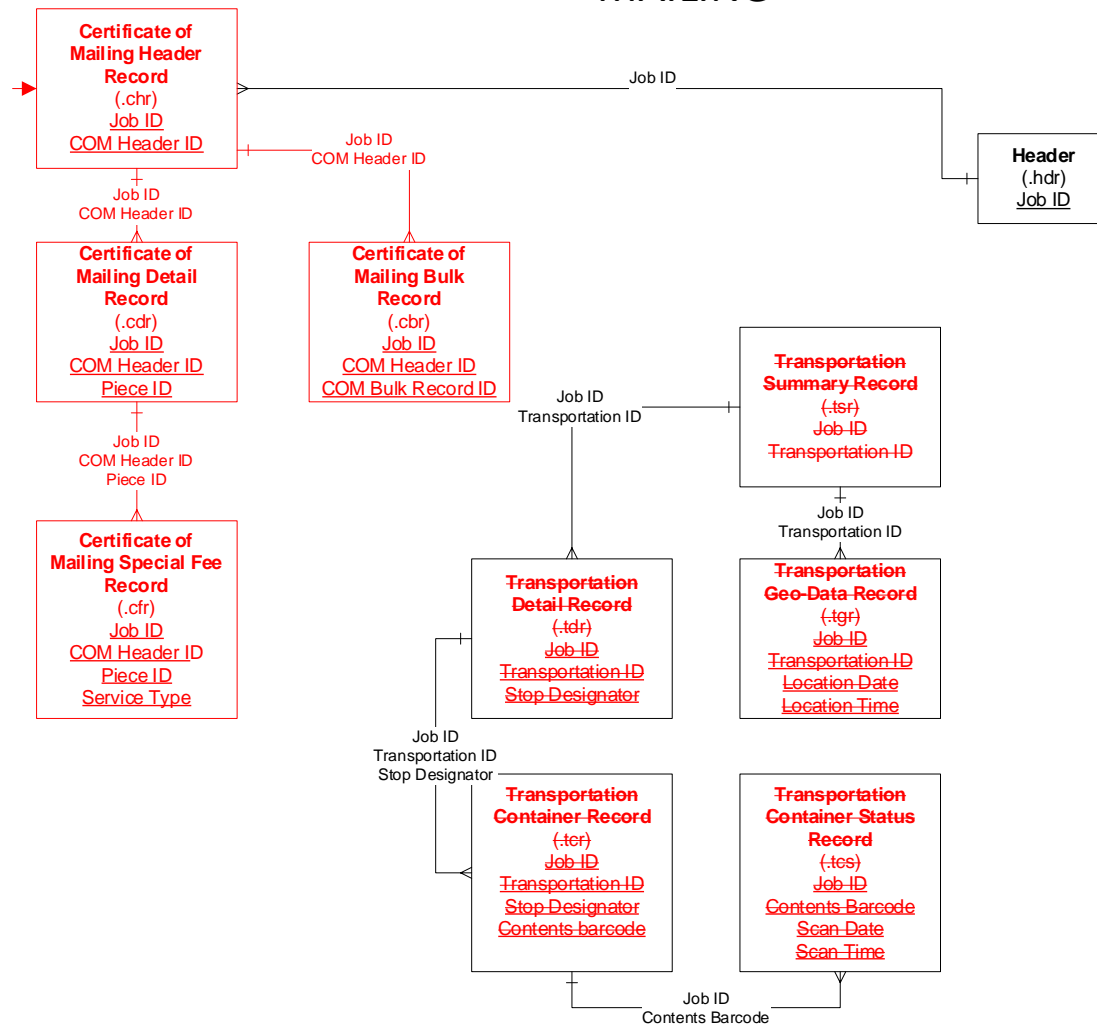 Certificate of
Mailing Header
Record
(.chr)
Job ID
COM Header ID
Job ID
Job ID
COM Header ID
Header
(.hdr)
Job ID
Job ID
COM Header ID
Certificate of
Mailing Detail
Record
(.cdr)
Job ID
COM Header ID
Piece ID
Certificate of
Mailing Bulk
Record
(.cbr)
Job ID
COM Header ID
COM Bulk Record ID
Job ID
COM Header ID
Piece ID
Certificate of
Mailing Special Fee
Record
(.cfr)
Job ID
COM Header ID
Piece ID
Service Type
Job ID
Transportation ID
Transportation
Summary Record
(.tsr)
Job ID
Transportation ID
Job ID
Transportation ID
Transportation
Detail Record
(.tdr)
Job ID
Transportation ID
Stop Designator
Transportation
Geo-Data Record
(.tgr)
Job ID
Transportation ID
Location Date
Location Time
Job ID
Transportation ID
Stop Designator
Transportation
Container Record
(.tcr)
Job ID
Transportation ID
Stop Designator
Contents barcode
Transportation
Container Status
Record
(.tcs)
Job ID
Contents Barcode
Scan Date
Scan Time
Job ID
Contents Barcode